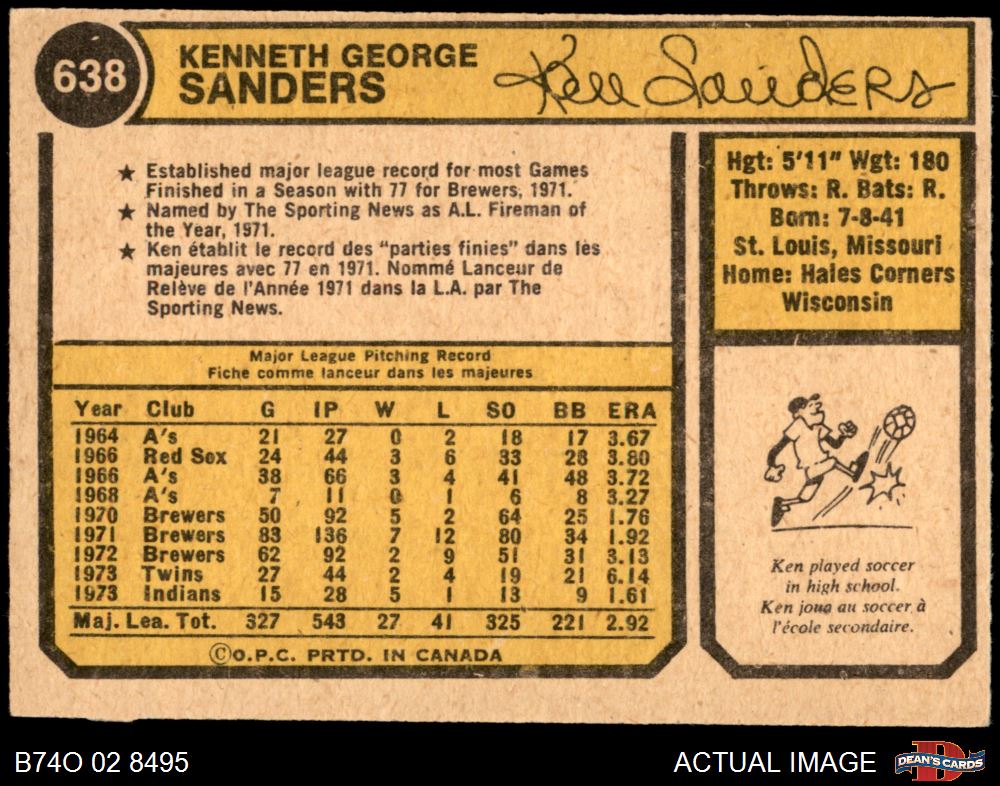 638
KENNETH GEORGE
SANDERS
Ken Sanders
★ Established major league record for most Games
Finished in a Season with 77 for Brewers, 1971.
★ Named by The Sporting News as A.L. Fireman of
the Year, 1971.
★ Ken établit le record des "parties finies" dans les
majeures avec 77 en 1971. Nommé Lanceur de
Relève de l'Année 1971 dans la L.A. par The
Sporting News.
Hgt: 5'11" Wgt: 180
Throws: R. Bats: R.
Born: 7-8-41
St. Louis, Missouri
Home: Hales Corners
Wisconsin
Major League Pitching Record
Fiche comme lanceur dans les majeures
Year Club G IP W L SO BB ERA
1964 A's 21 27 0 2 18 17 3.67
1966 Red Sox 24 44 3 6 33 28 3.80
1966 A's 38 66 3 4 41 48 3.72
1968 A's 7 11 0 1 6 8 3.27
1970 Brewers 50 92 5 2 64 25 1.76
1971 Brewers 83 136 7 12 80 34 1.92
1972 Brewers 62 92 2 9 51 31 3.13
1973 Twins 27 44 2 4 19 21 6.14
1973 Indians 15 28 5 1 13 9 1.61
Maj. Lea. Tot. 327 543 27 41 325 221 2.92
©O.P.C. PRTD. IN CANADA
Ken played soccer
in high school.
Ken joua au soccer à
l'école secondaire.
B74O 02 8495
ACTUAL IMAGE
DEAN'S CARDS